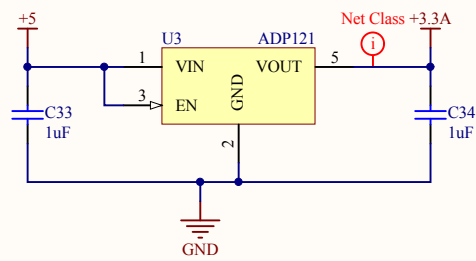 Net Class
+5
U3
ADP121
+3.3A
1
VIN
VOUT
5
3
EN
GND
C33
1uF
2
C34
1uF
GND
i